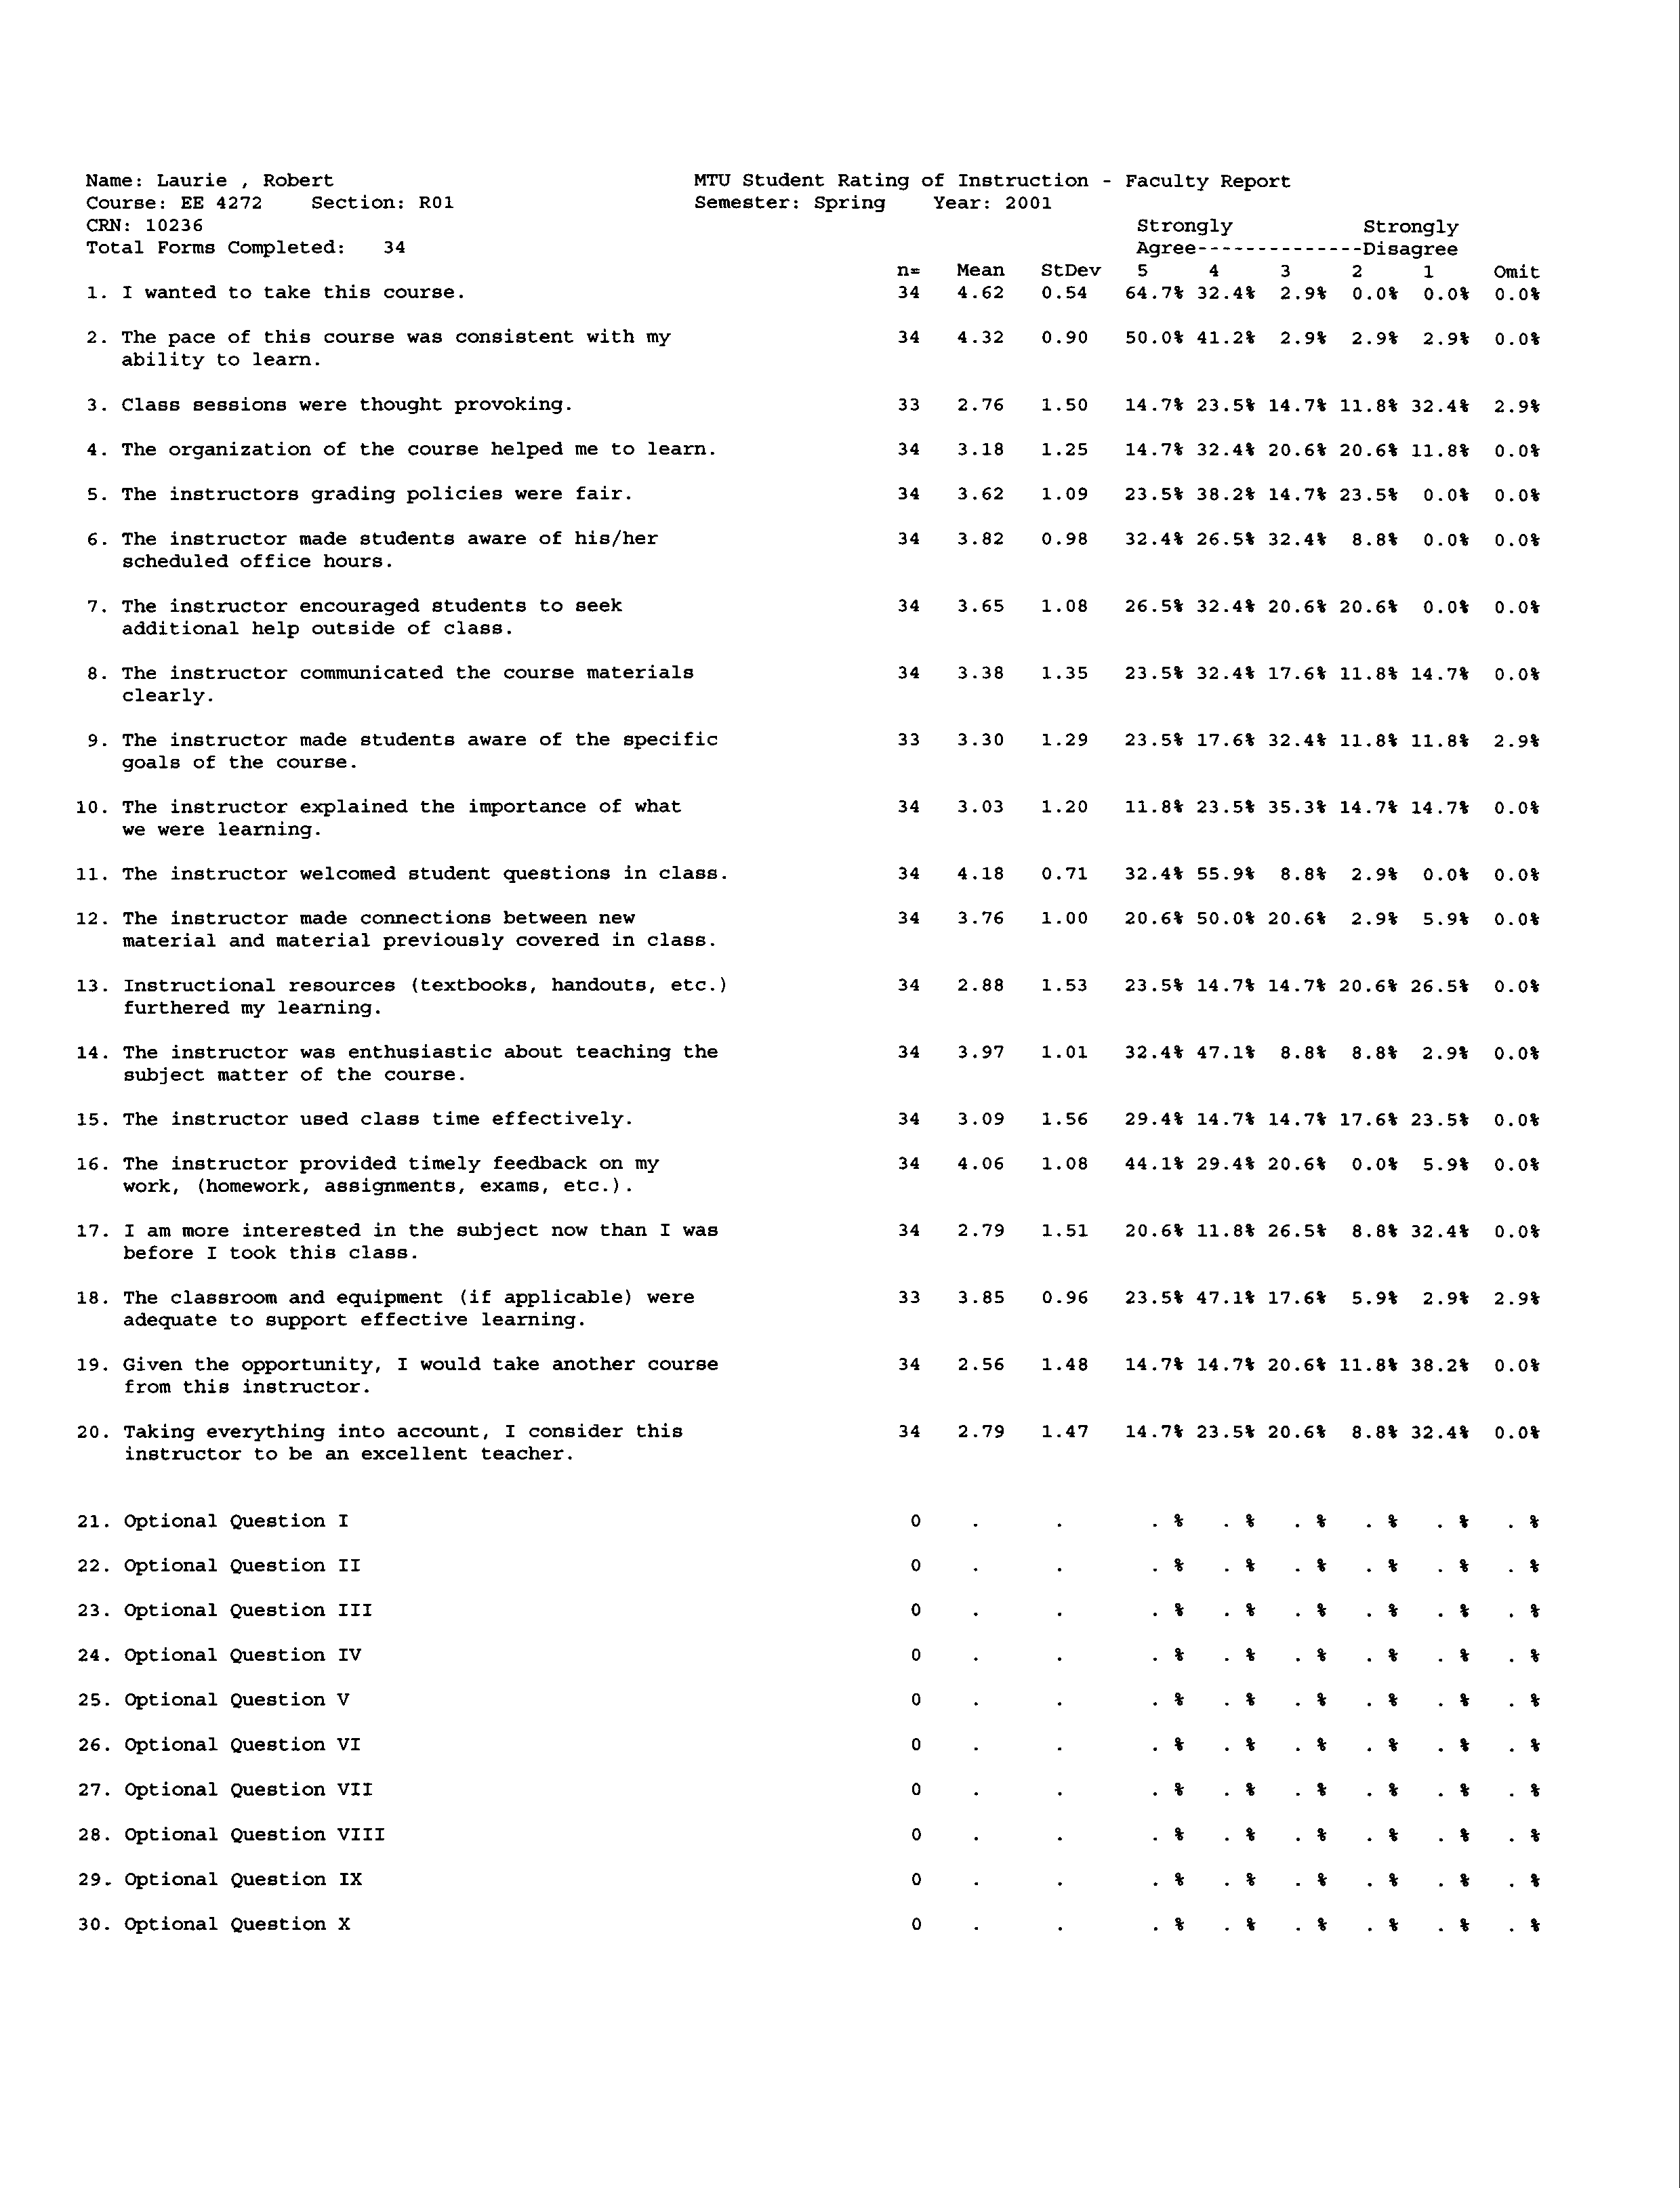 Name: Laurie , Robert MTU Student Rating of Instruction - Faculty Report
Course: EE 4272 Section: R01 Semester: Spring Year: 2001
CRN: 10236 Strongly Strongly
Total Forms Completed: 34 Agree--------------Disagree
n= Mean StDev 5 4 3 2 1 Omit
1. I wanted to take this course. 34 4.62 0.54 64.7% 32.4% 2.9% 0.0% 0.0% 0.0%
2. The pace of this course was consistent with my 34 4.32 0.90 50.0% 41.2% 2.9% 2.9% 2.9% 0.0%
ability to learn.
3. Class sessions were thought provoking. 33 2.76 1.50 14.7% 23.5% 14.7% 11.8% 32.4% 2.9%
4. The organization of the course helped me to learn. 34 3.18 1.25 14.7% 32.4% 20.6% 20.6% 11.8% 0.0%
5. The instructors grading policies were fair. 34 3.62 1.09 23.5% 38.2% 14.7% 23.5% 0.0% 0.0%
6. The instructor made students aware of his/her 34 3.82 0.98 32.4% 26.5% 32.4% 8.8% 0.0% 0.0%
scheduled office hours.
7. The instructor encouraged students to seek 34 3.65 1.08 26.5% 32.4% 20.6% 20.6% 0.0% 0.0%
additional help outside of class.
8. The instructor communicated the course materials 34 3.38 1.35 23.5% 32.4% 17.6% 11.8% 14.7% 0.0%
clearly.
9. The instructor made students aware of the specific 33 3.30 1.29 23.5% 17.6% 32.4% 11.8% 11.8% 2.9%
goals of the course.
10. The instructor explained the importance of what 34 3.03 1.20 11.8% 23.5% 35.3% 14.7% 14.7% 0.0%
we were learning.
11. The instructor welcomed student questions in class. 34 4.18 0.71 32.4% 55.9% 8.8% 2.9% 0.0% 0.0%
12. The instructor made connections between new 34 3.76 1.00 20.6% 50.0% 20.6% 2.9% 5.9% 0.0%
material and material previously covered in class.
13. Instructional resources (textbooks, handouts, etc.) 34 2.88 1.53 23.5% 14.7% 14.7% 20.6% 26.5% 0.0%
furthered my learning.
14. The instructor was enthusiastic about teaching the 34 3.97 1.01 32.4% 47.1% 8.8% 8.8% 2.9% 0.0%
subject matter of the course.
15. The instructor used class time effectively. 34 3.09 1.56 29.4% 14.7% 14.7% 17.6% 23.5% 0.0%
16. The instructor provided timely feedback on my 34 4.06 1.08 44.1% 29.4% 20.6% 0.0% 5.9% 0.0%
work, (homework, assignments, exams, etc.).
17. I am more interested in the subject now than I was 34 2.79 1.51 20.6% 11.8% 26.5% 8.8% 32.4% 0.0%
before I took this class.
18. The classroom and equipment (if applicable) were 33 3.85 0.96 23.5% 47.1% 17.6% 5.9% 2.9% 2.9%
adequate to support effective learning.
19. Given the opportunity, I would take another course 34 2.56 1.48 14.7% 14.7% 20.6% 11.8% 38.2% 0.0%
from this instructor.
20. Taking everything into account, I consider this 34 2.79 1.47 14.7% 23.5% 20.6% 8.8% 32.4% 0.0%
instructor to be an excellent teacher.
21. Optional Question I 0 . . . % . % . % . % . % . %
22. Optional Question II 0 . . . % . % . % . % . % . %
23. Optional Question III 0 . . . % . % . % . % . % . %
24. Optional Question IV 0 . . . % . % . % . % . % . %
25. Optional Question V 0 . . . % . % . % . % . % . %
26. Optional Question VI 0 . . . % . % . % . % . % . %
27. Optional Question VII 0 . . . % . % . % . % . % . %
28. Optional Question VIII 0 . . . % . % . % . % . % . %
29. Optional Question IX 0 . . . % . % . % . % . % . %
30. Optional Question X 0 . . . % . % . % . % . % . %